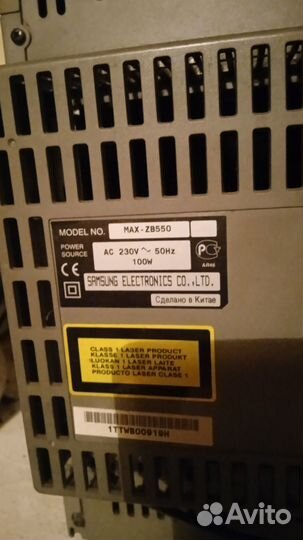 MODEL NO. MAX-ZB550
POWER SOURCE AC 230V ~ 50Hz
100W
CE
АЯ46
SAMSUNG ELECTRONICS CO.,LTD.
Сделано в Китае
CLASS 1 LASER PRODUCT
KLASSE 1 LASER PRODUKT
LUOKAN 1 LASER LAITE
KLASS 1 LASER APPARAT
PRODUCTO LASER CLASE 1
1TTWB00919H
Avito